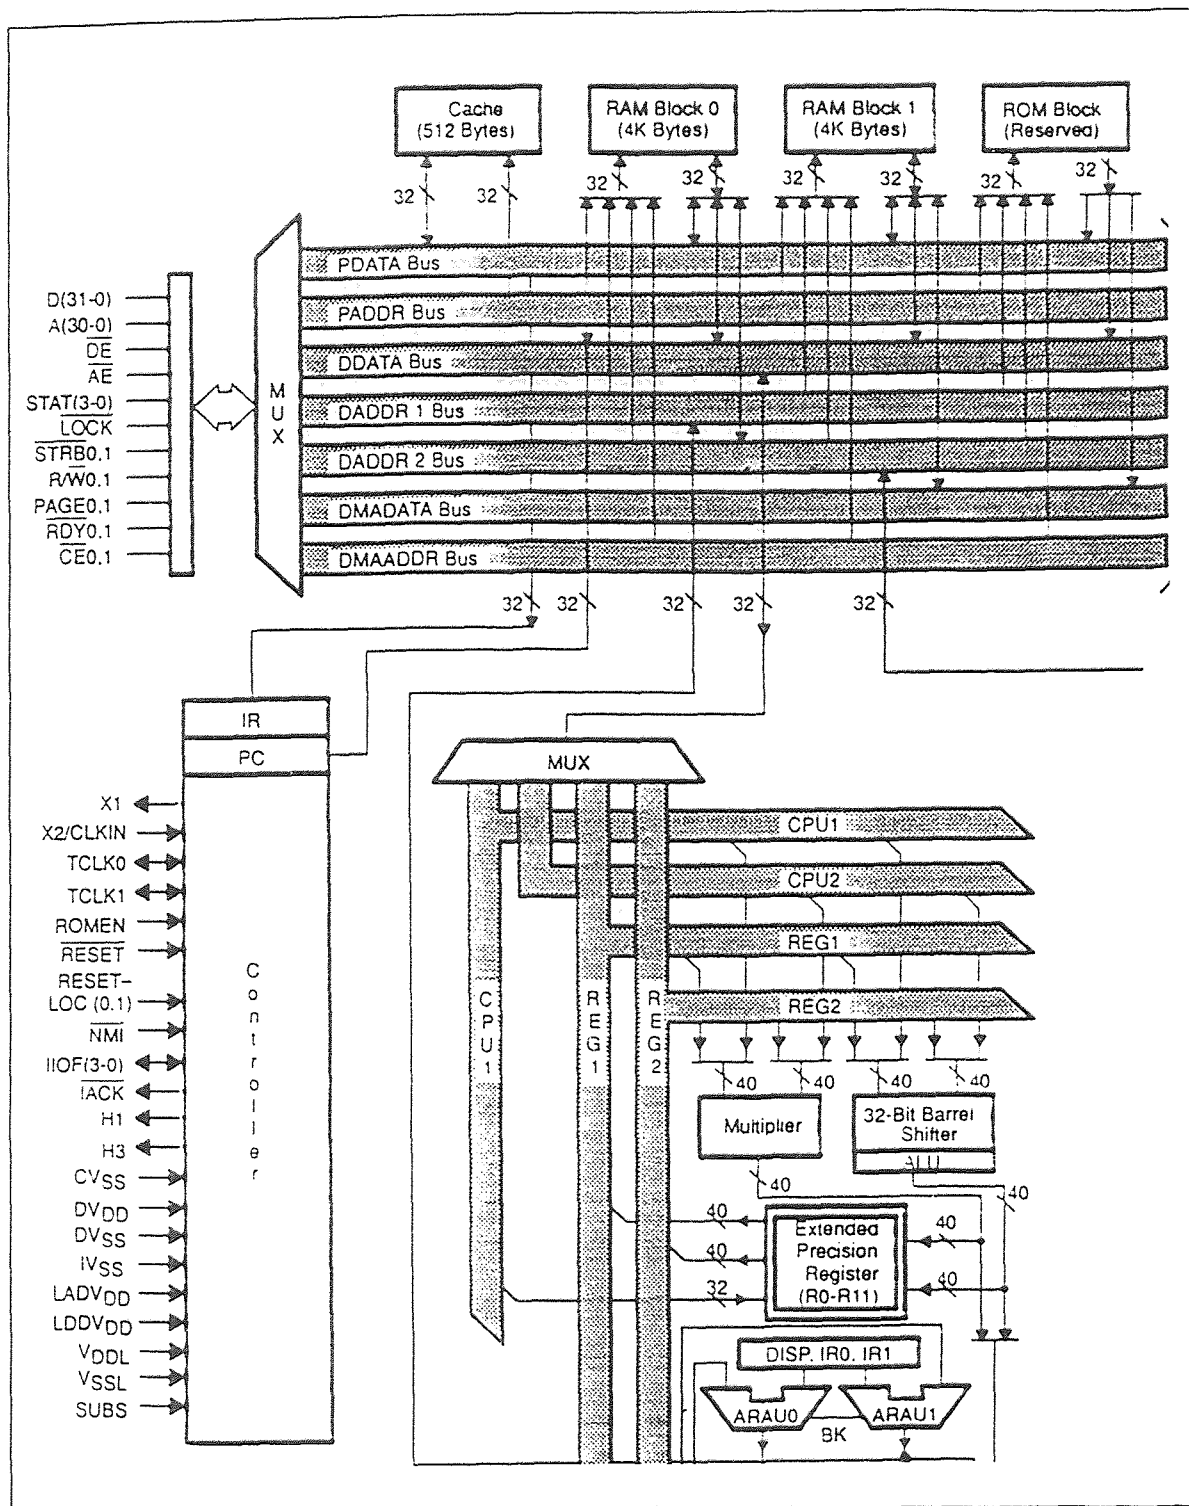 Cache
(512 Bytes)
RAM Block 0
(4K Bytes)
RAM Block 1
(4K Bytes)
ROM Block
(Reserved)
32
32
32
32
32
32
32
32
PDATA Bus
PADDR Bus
DDATA Bus
DADDR 1 Bus
DADDR 2 Bus
DMADATA Bus
DMAADDR Bus
M
U
X
D(31-0)
A(30-0)
DE
AE
STAT(3-0)
LOCK
STRB0.1
R/W0.1
PAGE0.1
RDY0.1
CE0.1
32
32
32
32
32
IR
PC
MUX
X1
X2/CLKIN
TCLK0
TCLK1
ROMEN
RESET
RESET-
LOC (0.1)
NMI
IIOF(3-0)
IACK
H1
H3
CVSS
DVDD
DVSS
IVSS
LADVDD
LDDVDD
VDDL
VSSL
SUBS
C
o
n
t
r
o
l
l
e
r
CPU1
CPU2
REG1
REG2
C
P
U
1
R
E
G
1
R
E
G
2
40
40
40
40
Multiplier
32-Bit Barrel
Shifter
ALU
40
40
40
40
32
Extended
Precision
Register
(R0-R11)
40
40
DISP. IR0. IR1
ARAU0
ARAU1
BK